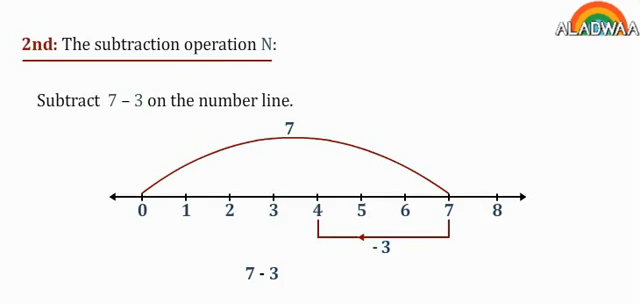 ALADWAA
2nd: The subtraction operation N:
Subtract 7 – 3 on the number line.
7
0 1 2 3 4 5 6 7 8
- 3
7 - 3